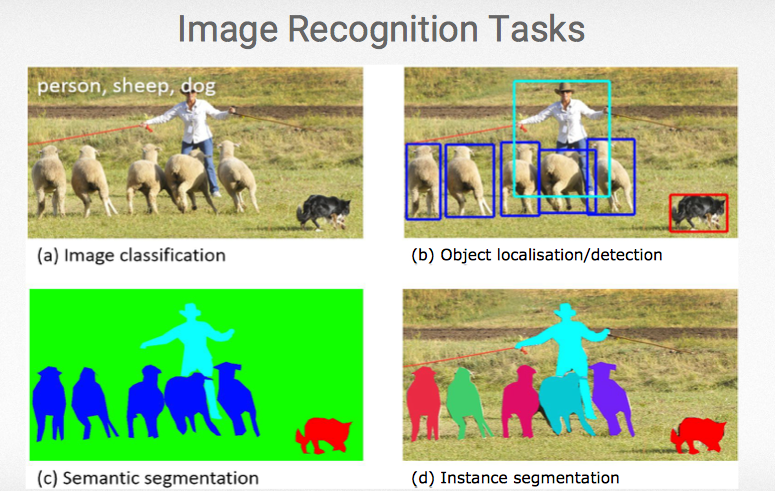 Image Recognition Tasks
person, sheep, dog
(a) Image classification
(b) Object localisation/detection
(c) Semantic segmentation
(d) Instance segmentation